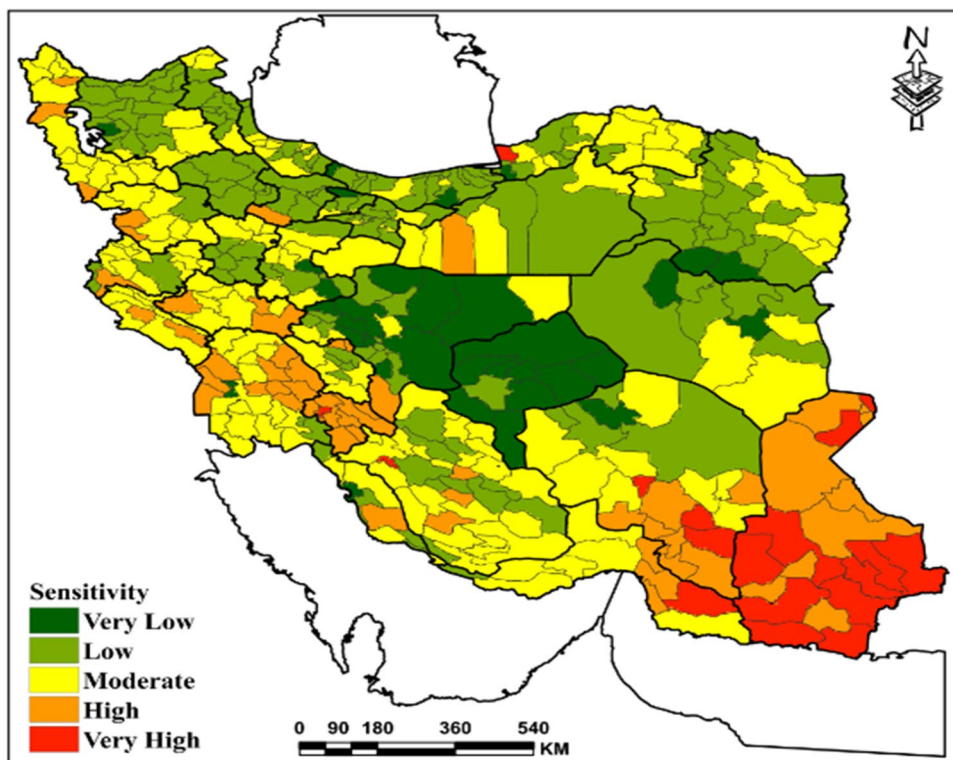 N
Sensitivity
Very Low
Low
Moderate
High
Very High
0 90 180 360 540
KM